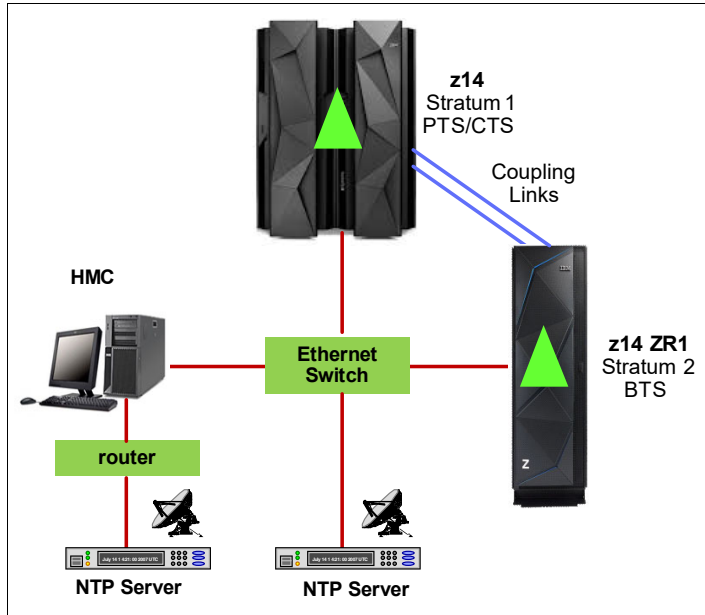 z14
Stratum 1
PTS/CTS
Coupling
Links
HMC
z14 ZR1
Stratum 2
BTS
Ethernet
Switch
router
Z
NTP Server
NTP Server